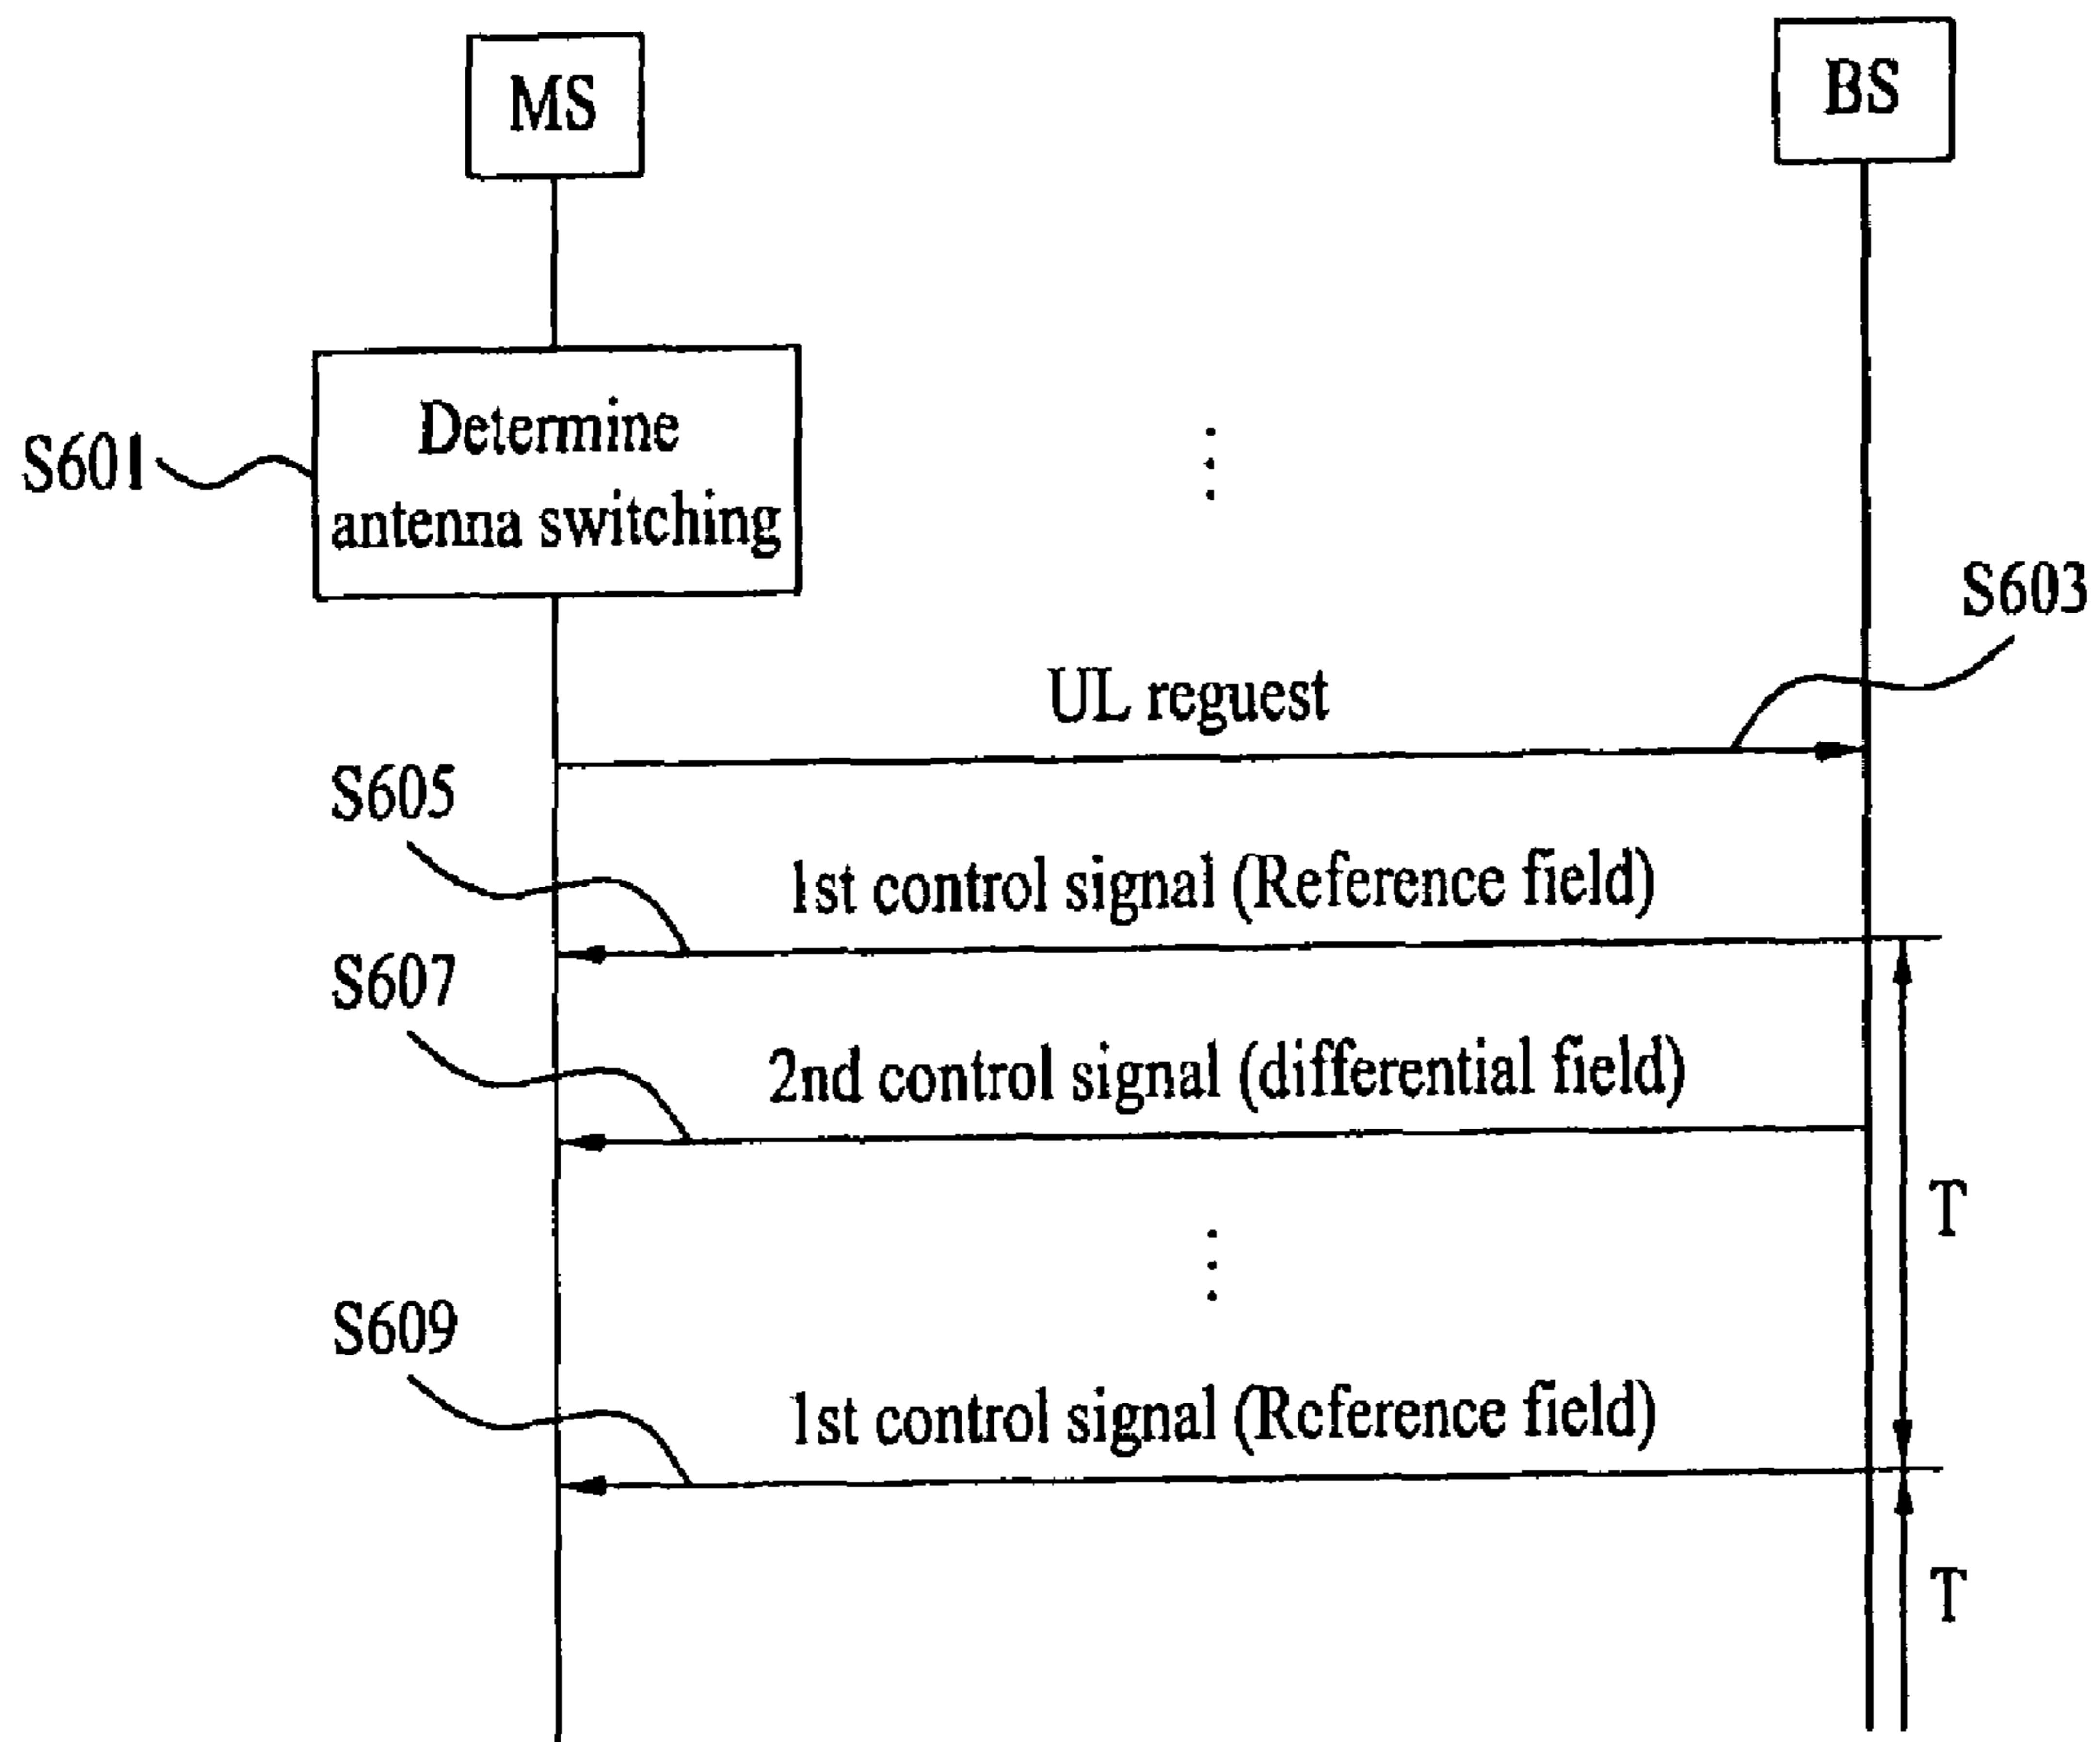 MS
BS
Determine
antenna switching
S601
S603
UL reguest
S605
1st control signal (Reference field)
S607
2nd control signal (differential field)
T
S609
1st control signal (Reference field)
T